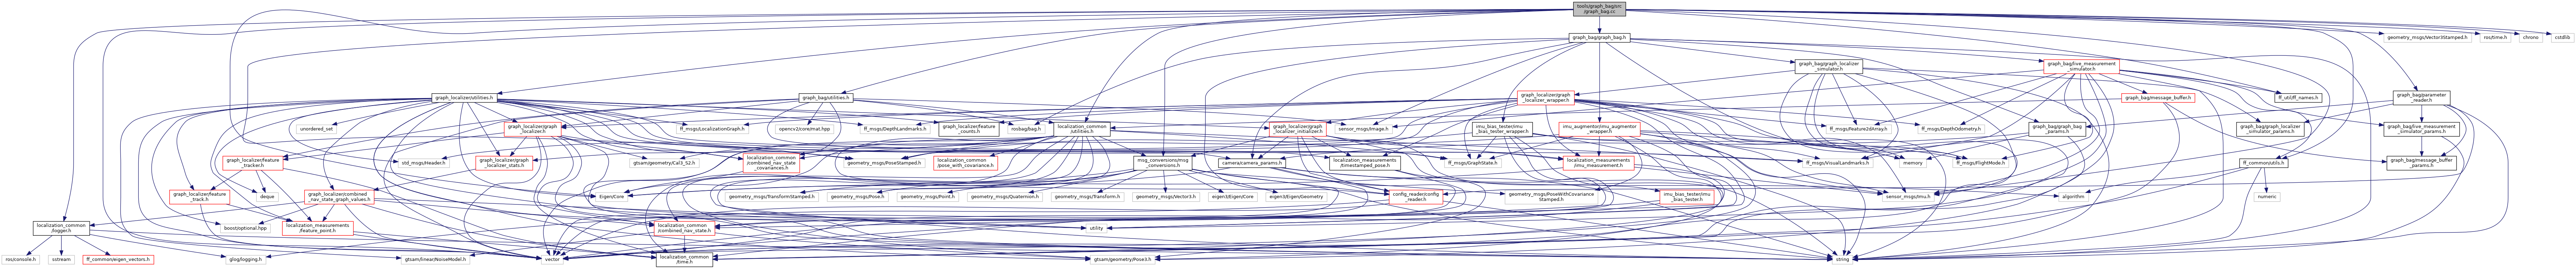 tools/graph_bag/src
/graph_bag.cc
graph_bag/graph_bag.h
geometry_msgs/Vector3Stamped.h
ros/time.h
chrono
cstdlib
graph_bag/graph_localizer
_simulator.h
graph_bag/live_measurement
_simulator.h
graph_localizer/utilities.h
graph_bag/utilities.h
graph_localizer/graph
_localizer_wrapper.h
graph_bag/message_buffer.h
ff_util/ff_names.h
graph_bag/parameter
_reader.h
unordered_set
graph_localizer/graph
_localizer.h
opencv2/core/mat.hpp
ff_msgs/LocalizationGraph.h
ff_msgs/DepthLandmarks.h
graph_localizer/feature
_counts.h
rosbag/bag.h
localization_common
/utilities.h
graph_localizer/graph
_localizer_initializer.h
sensor_msgs/Image.h
imu_bias_tester/imu
_bias_tester_wrapper.h
imu_augmentor/imu_augmentor
_wrapper.h
ff_msgs/Feature2dArray.h
ff_msgs/DepthOdometry.h
graph_bag/graph_bag
_params.h
graph_bag/graph_localizer
_simulator_params.h
graph_bag/live_measurement
_simulator_params.h
graph_localizer/feature
_tracker.h
std_msgs/Header.h
graph_localizer/graph
_localizer_stats.h
gtsam/geometry/Cal3_S2.h
localization_common
/combined_nav_state
_covariances.h
geometry_msgs/PoseStamped.h
localization_common
/pose_with_covariance.h
msg_conversions/msg
_conversions.h
camera/camera_params.h
localization_measurements
/timestamped_pose.h
ff_msgs/GraphState.h
localization_measurements
/imu_measurement.h
ff_msgs/VisualLandmarks.h
memory
ff_msgs/FlightMode.h
ff_common/utils.h
graph_bag/message_buffer
_params.h
graph_localizer/feature
_track.h
deque
graph_localizer/combined
_nav_state_graph_values.h
Eigen/Core
geometry_msgs/TransformStamped.h
geometry_msgs/Pose.h
geometry_msgs/Point.h
geometry_msgs/Quaternion.h
geometry_msgs/Transform.h
geometry_msgs/Vector3.h
eigen3/Eigen/Core
eigen3/Eigen/Geometry
config_reader/config
_reader.h
geometry_msgs/PoseWithCovariance
Stamped.h
imu_bias_tester/imu
_bias_tester.h
sensor_msgs/Imu.h
algorithm
numeric
localization_common
/logger.h
boost/optional.hpp
localization_measurements
/feature_point.h
localization_common
/combined_nav_state.h
utility
ros/console.h
sstream
ff_common/eigen_vectors.h
glog/logging.h
gtsam/linear/NoiseModel.h
vector
localization_common
/time.h
gtsam/geometry/Pose3.h
string